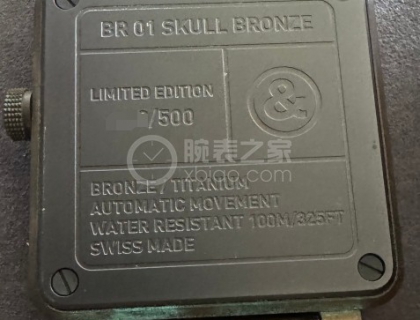 BR 01 SKULL BRONZE
LIMITED EDITION
/500
&
腕表之家
xbiao.com
BRONZE / TITANIUM
AUTOMATIC MOVEMENT
WATER RESISTANT 100M/325FT
SWISS MADE